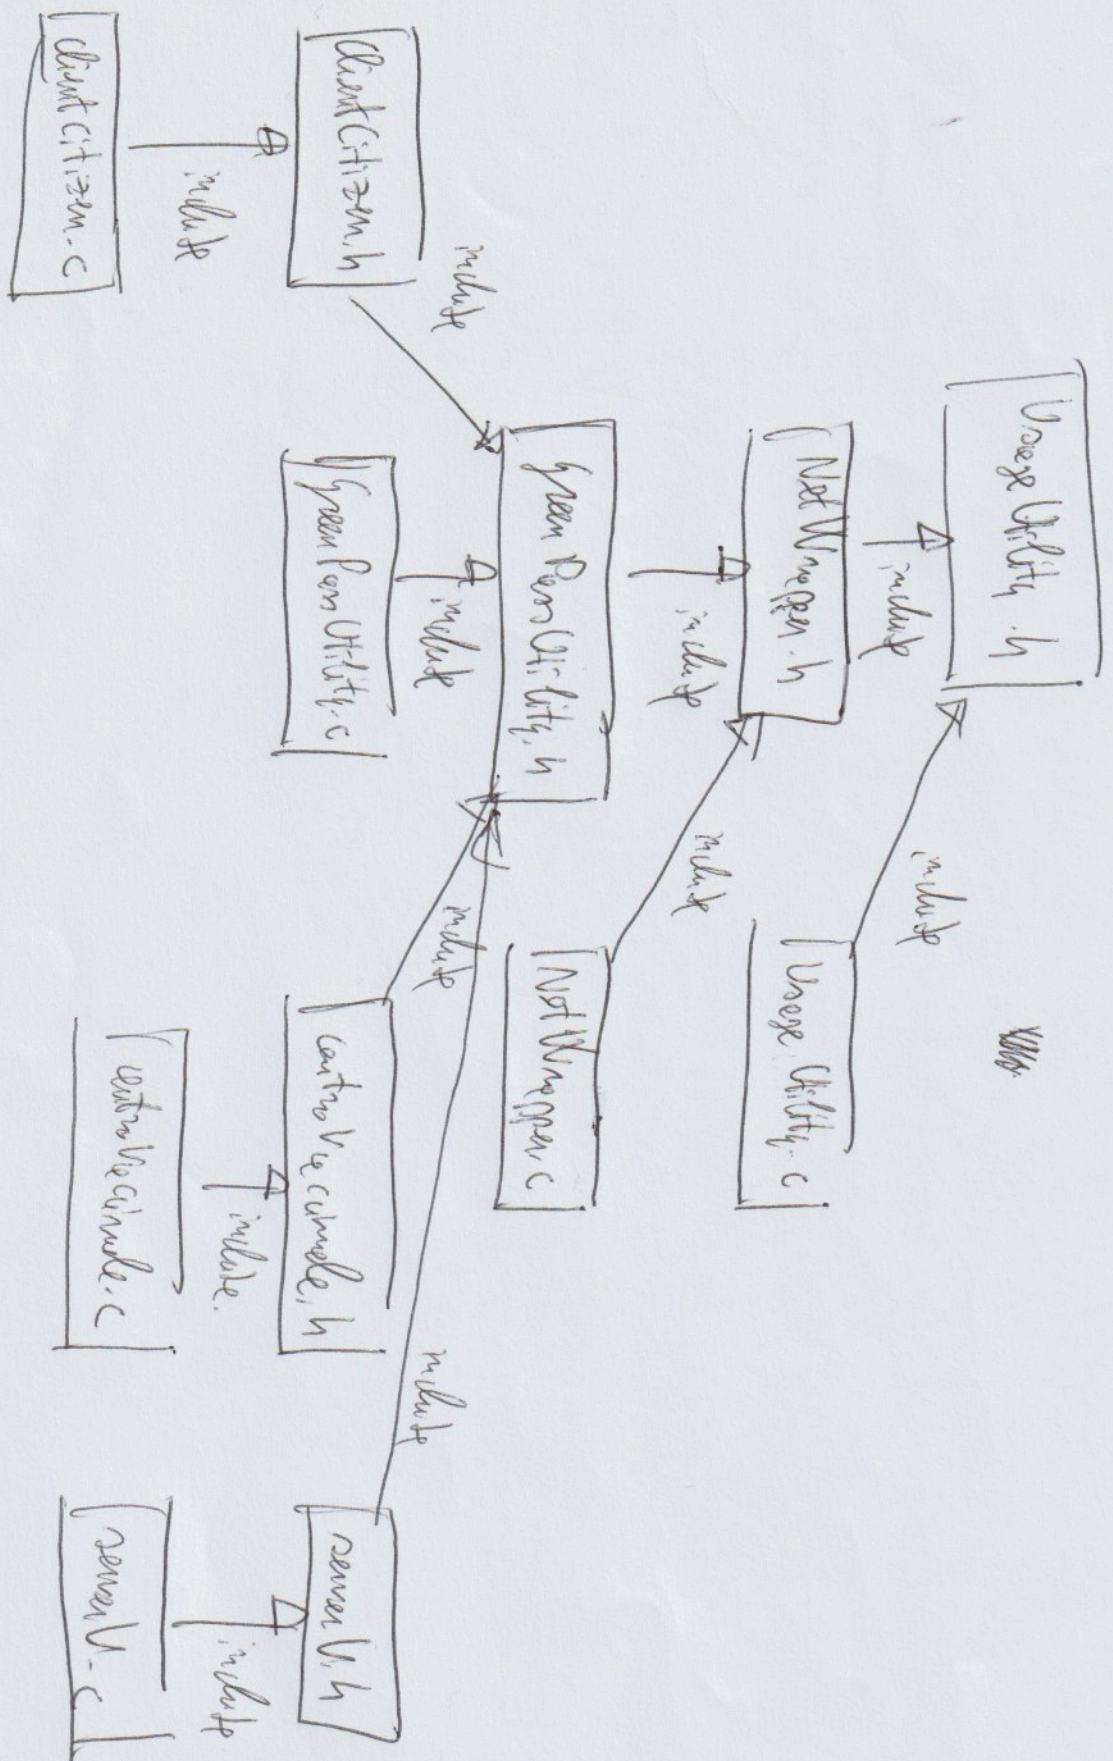 UsageUtility.h
include
include
NetWrapper.h
UsageUtility.c
include
include
GreenPassUtility.h
NetWrapper.c
include
include
include
include
clientCitizen.h
GreenPassUtility.c
centroVaccinale.h
serverV.h
include
include.
include
clientCitizen.c
centroVaccinale.c
serverV.c